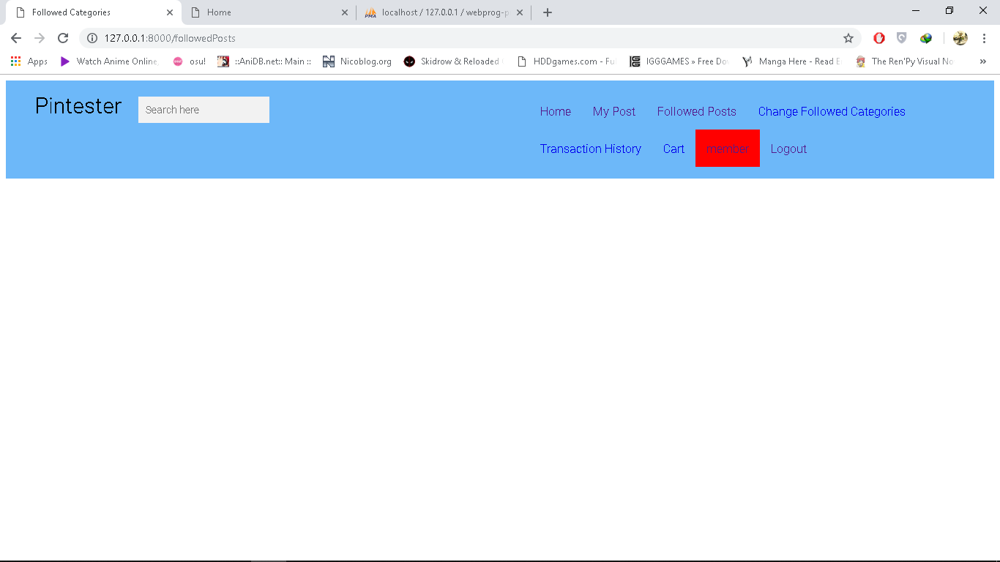 Followed Categories
Home
localhost / 127.0.0.1 / webprog-p
127.0.0.1:8000/followedPosts
Apps
Watch Anime Online,
osu!
::AniDB.net:: Main ::
Nicoblog.org
Skidrow & Reloaded
HDDgames.com - Fu
IGGGAMES » Free Do
Manga Here - Read E
The Ren'Py Visual No
»
Pintester
Search here
Home
My Post
Followed Posts
Change Followed Categories
Transaction History
Cart
member
Logout